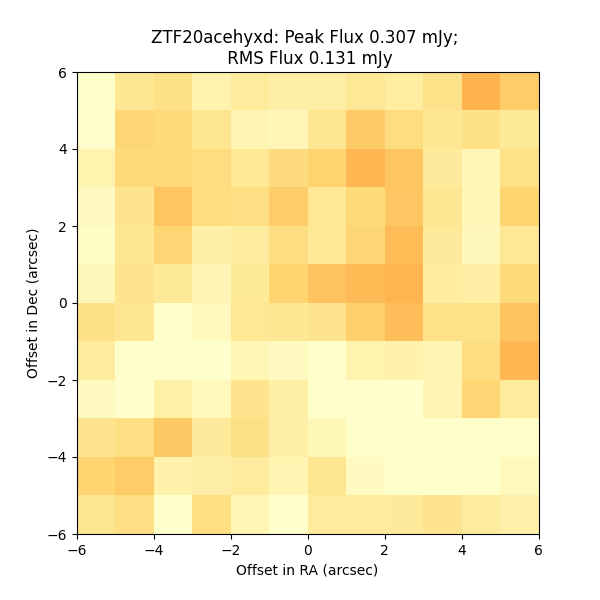 ZTF20acehyxd: Peak Flux 0.307 mJy;
RMS Flux 0.131 mJy
6
4
2
0
−2
−4
−6
Offset in Dec (arcsec)
−6 −4 −2 0 2 4 6
Offset in RA (arcsec)